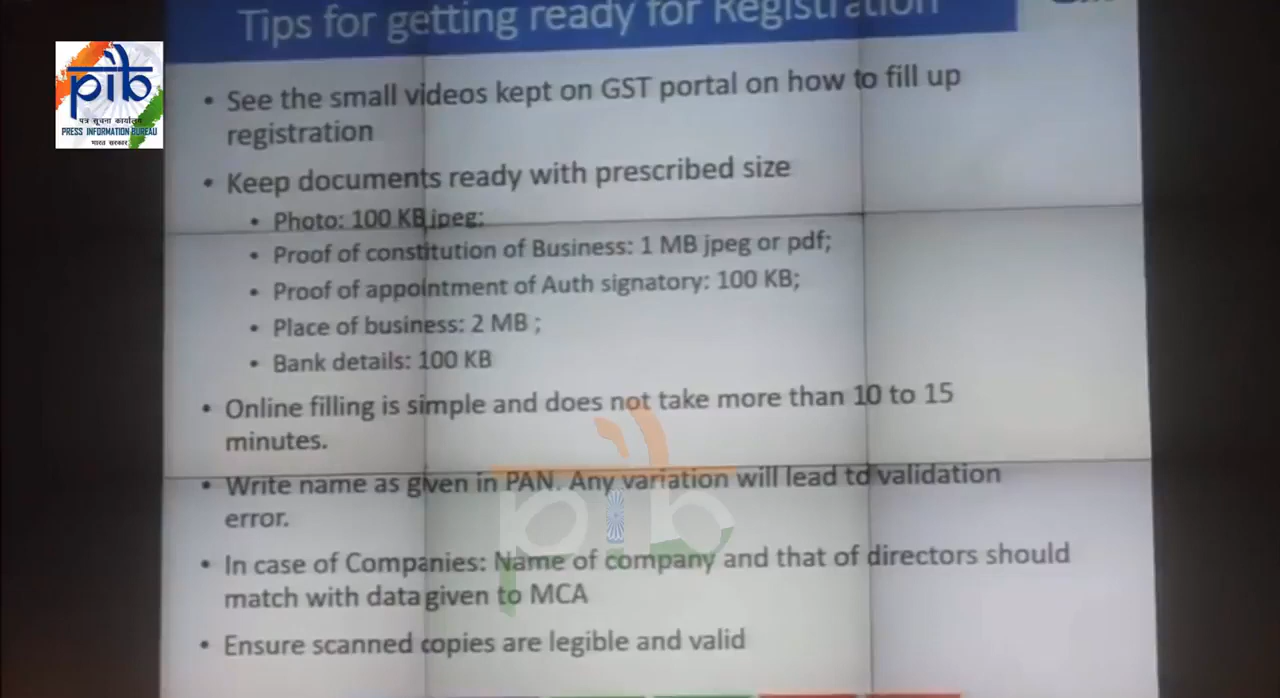 Tips for getting ready for Registration
pib
पत्र सूचना कार्यालय
PRESS INFORMATION BUREAU
भारत सरकार
• See the small videos kept on GST portal on how to fill up
registration
• Keep documents ready with prescribed size
• Photo: 100 KB jpeg;
• Proof of constitution of Business: 1 MB jpeg or pdf;
• Proof of appointment of Auth signatory: 100 KB;
• Place of business: 2 MB ;
• Bank details: 100 KB
• Online filling is simple and does not take more than 10 to 15
minutes.
• Write name as given in PAN. Any variation will lead to validation
error.
• In case of Companies: Name of company and that of directors should
match with data given to MCA
• Ensure scanned copies are legible and valid
pib